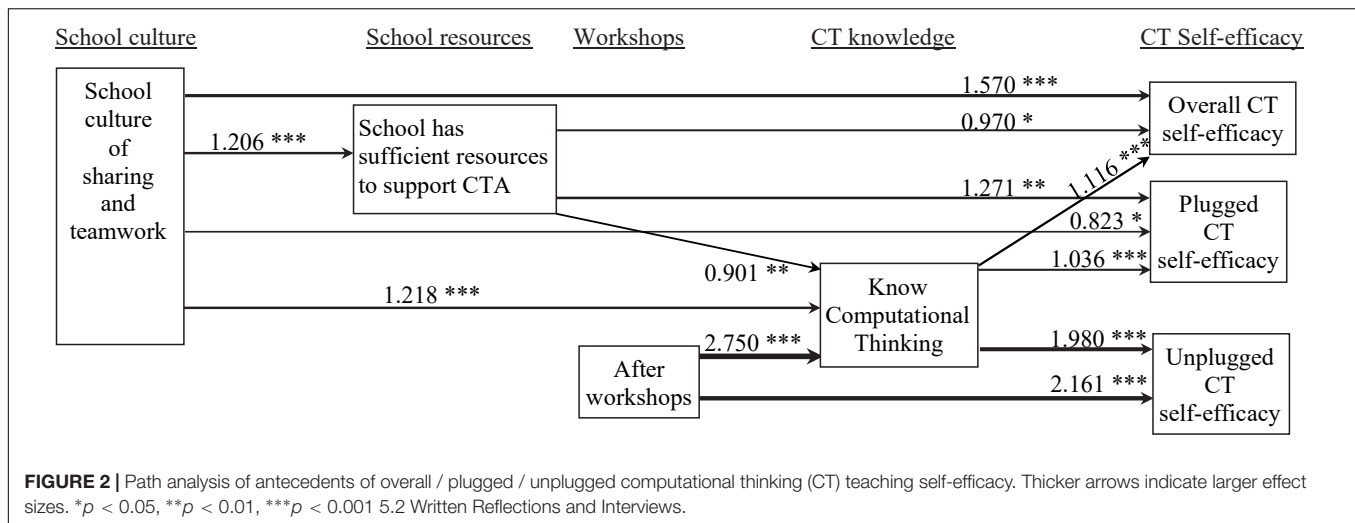 School culture School resources Workshops CT knowledge CT Self-efficacy
School
culture
of
sharing
and
teamwork
1.206 ***
School has
sufficient resources
to support CTA
1.570 ***
0.970 *
1.116 ***
Overall CT
self-efficacy
1.271 **
0.823 *
1.036 ***
Plugged
CT
self-efficacy
0.901 **
1.218 ***
Know
Computational
Thinking
After
workshops
2.750 ***
1.980 ***
2.161 ***
Unplugged
CT
self-efficacy
FIGURE 2 | Path analysis of antecedents of overall / plugged / unplugged computational thinking (CT) teaching self-efficacy. Thicker arrows indicate larger effect
sizes. *p < 0.05, **p < 0.01, ***p < 0.001 5.2 Written Reflections and Interviews.